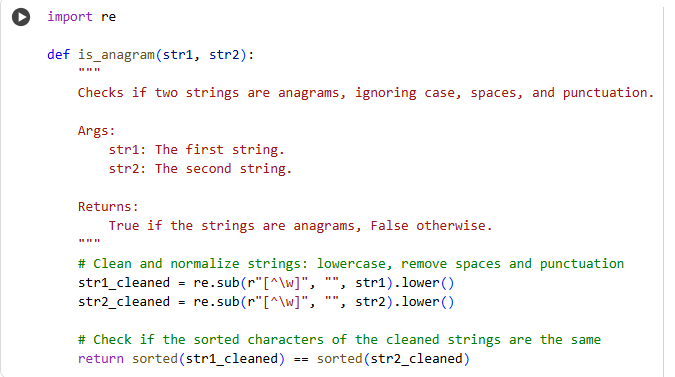 import re
def is_anagram(str1, str2):
"""
Checks if two strings are anagrams, ignoring case, spaces, and punctuation.
Args:
str1: The first string.
str2: The second string.
Returns:
True if the strings are anagrams, False otherwise.
"""
# Clean and normalize strings: lowercase, remove spaces and punctuation
str1_cleaned = re.sub(r"[^\w]", "", str1).lower()
str2_cleaned = re.sub(r"[^\w]", "", str2).lower()
# Check if the sorted characters of the cleaned strings are the same
return sorted(str1_cleaned) == sorted(str2_cleaned)